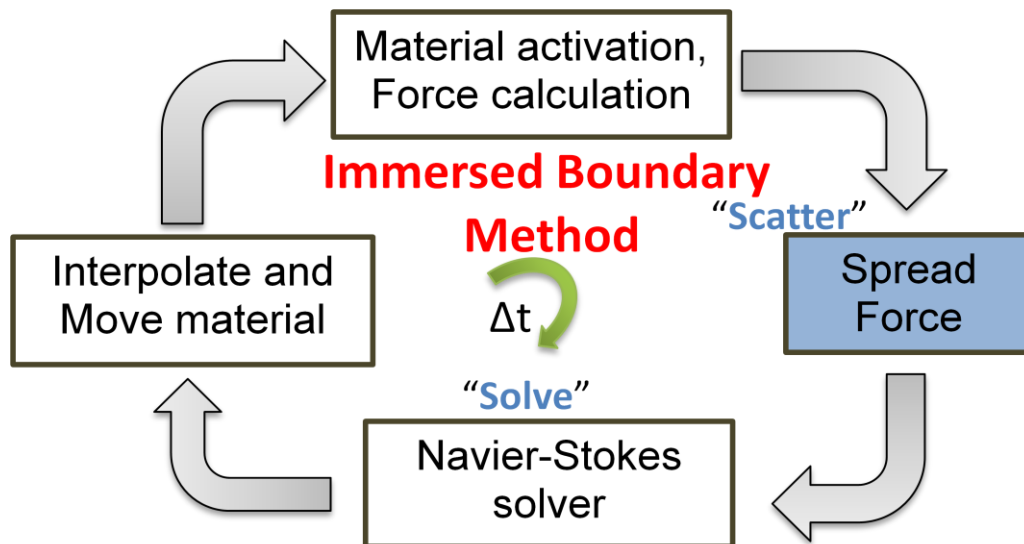 Material activation,
Force calculation
Immersed Boundary
Method
“Scatter”
Interpolate and
Move material
Spread
Force
Δt
“Solve”
Navier-Stokes
solver